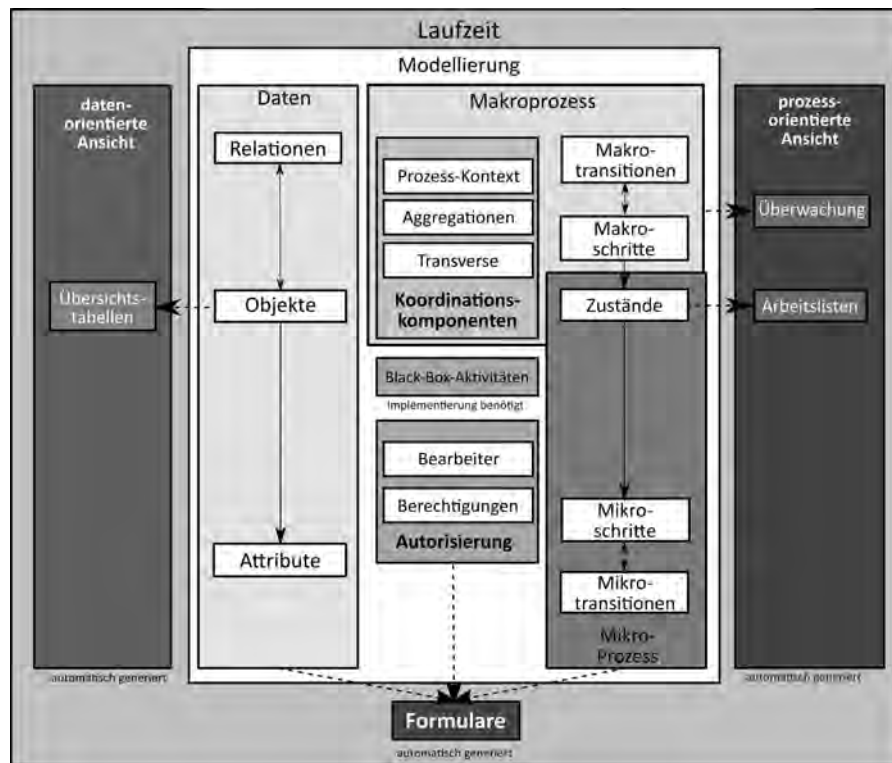 Laufzeit
Modellierung
daten-
orientierte
Ansicht
Übersichts-
tabellen
automatisch generiert
Daten
Relationen
Objekte
Attribute
Makroprozess
Prozess-Kontext
Aggregationen
Transverse
Koordinations-
komponenten
Makro-
transitionen
Makro-
schritte
Zustände
Black-Box-Aktivitäten
Implementierung benötigt
Bearbeiter
Berechtigungen
Autorisierung
Mikro-
schritte
Mikro-
transitionen
Mikro-
Prozess
prozess-
orientierte
Ansicht
Überwachung
Arbeitslisten
automatisch generiert
Formulare
automatisch generiert